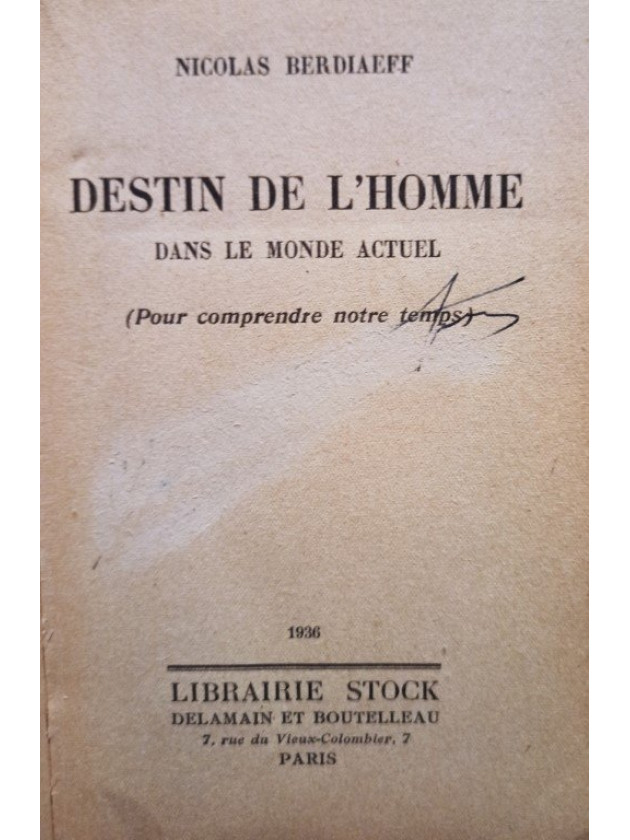 NICOLAS BERDIAEFF
DESTIN DE L'HOMME
DANS LE MONDE ACTUEL
(Pour comprendre notre temps)
1936
LIBRAIRIE STOCK
DELAMAIN ET BOUTELLEAU
7, rue du Vieux-Colombier, 7
PARIS